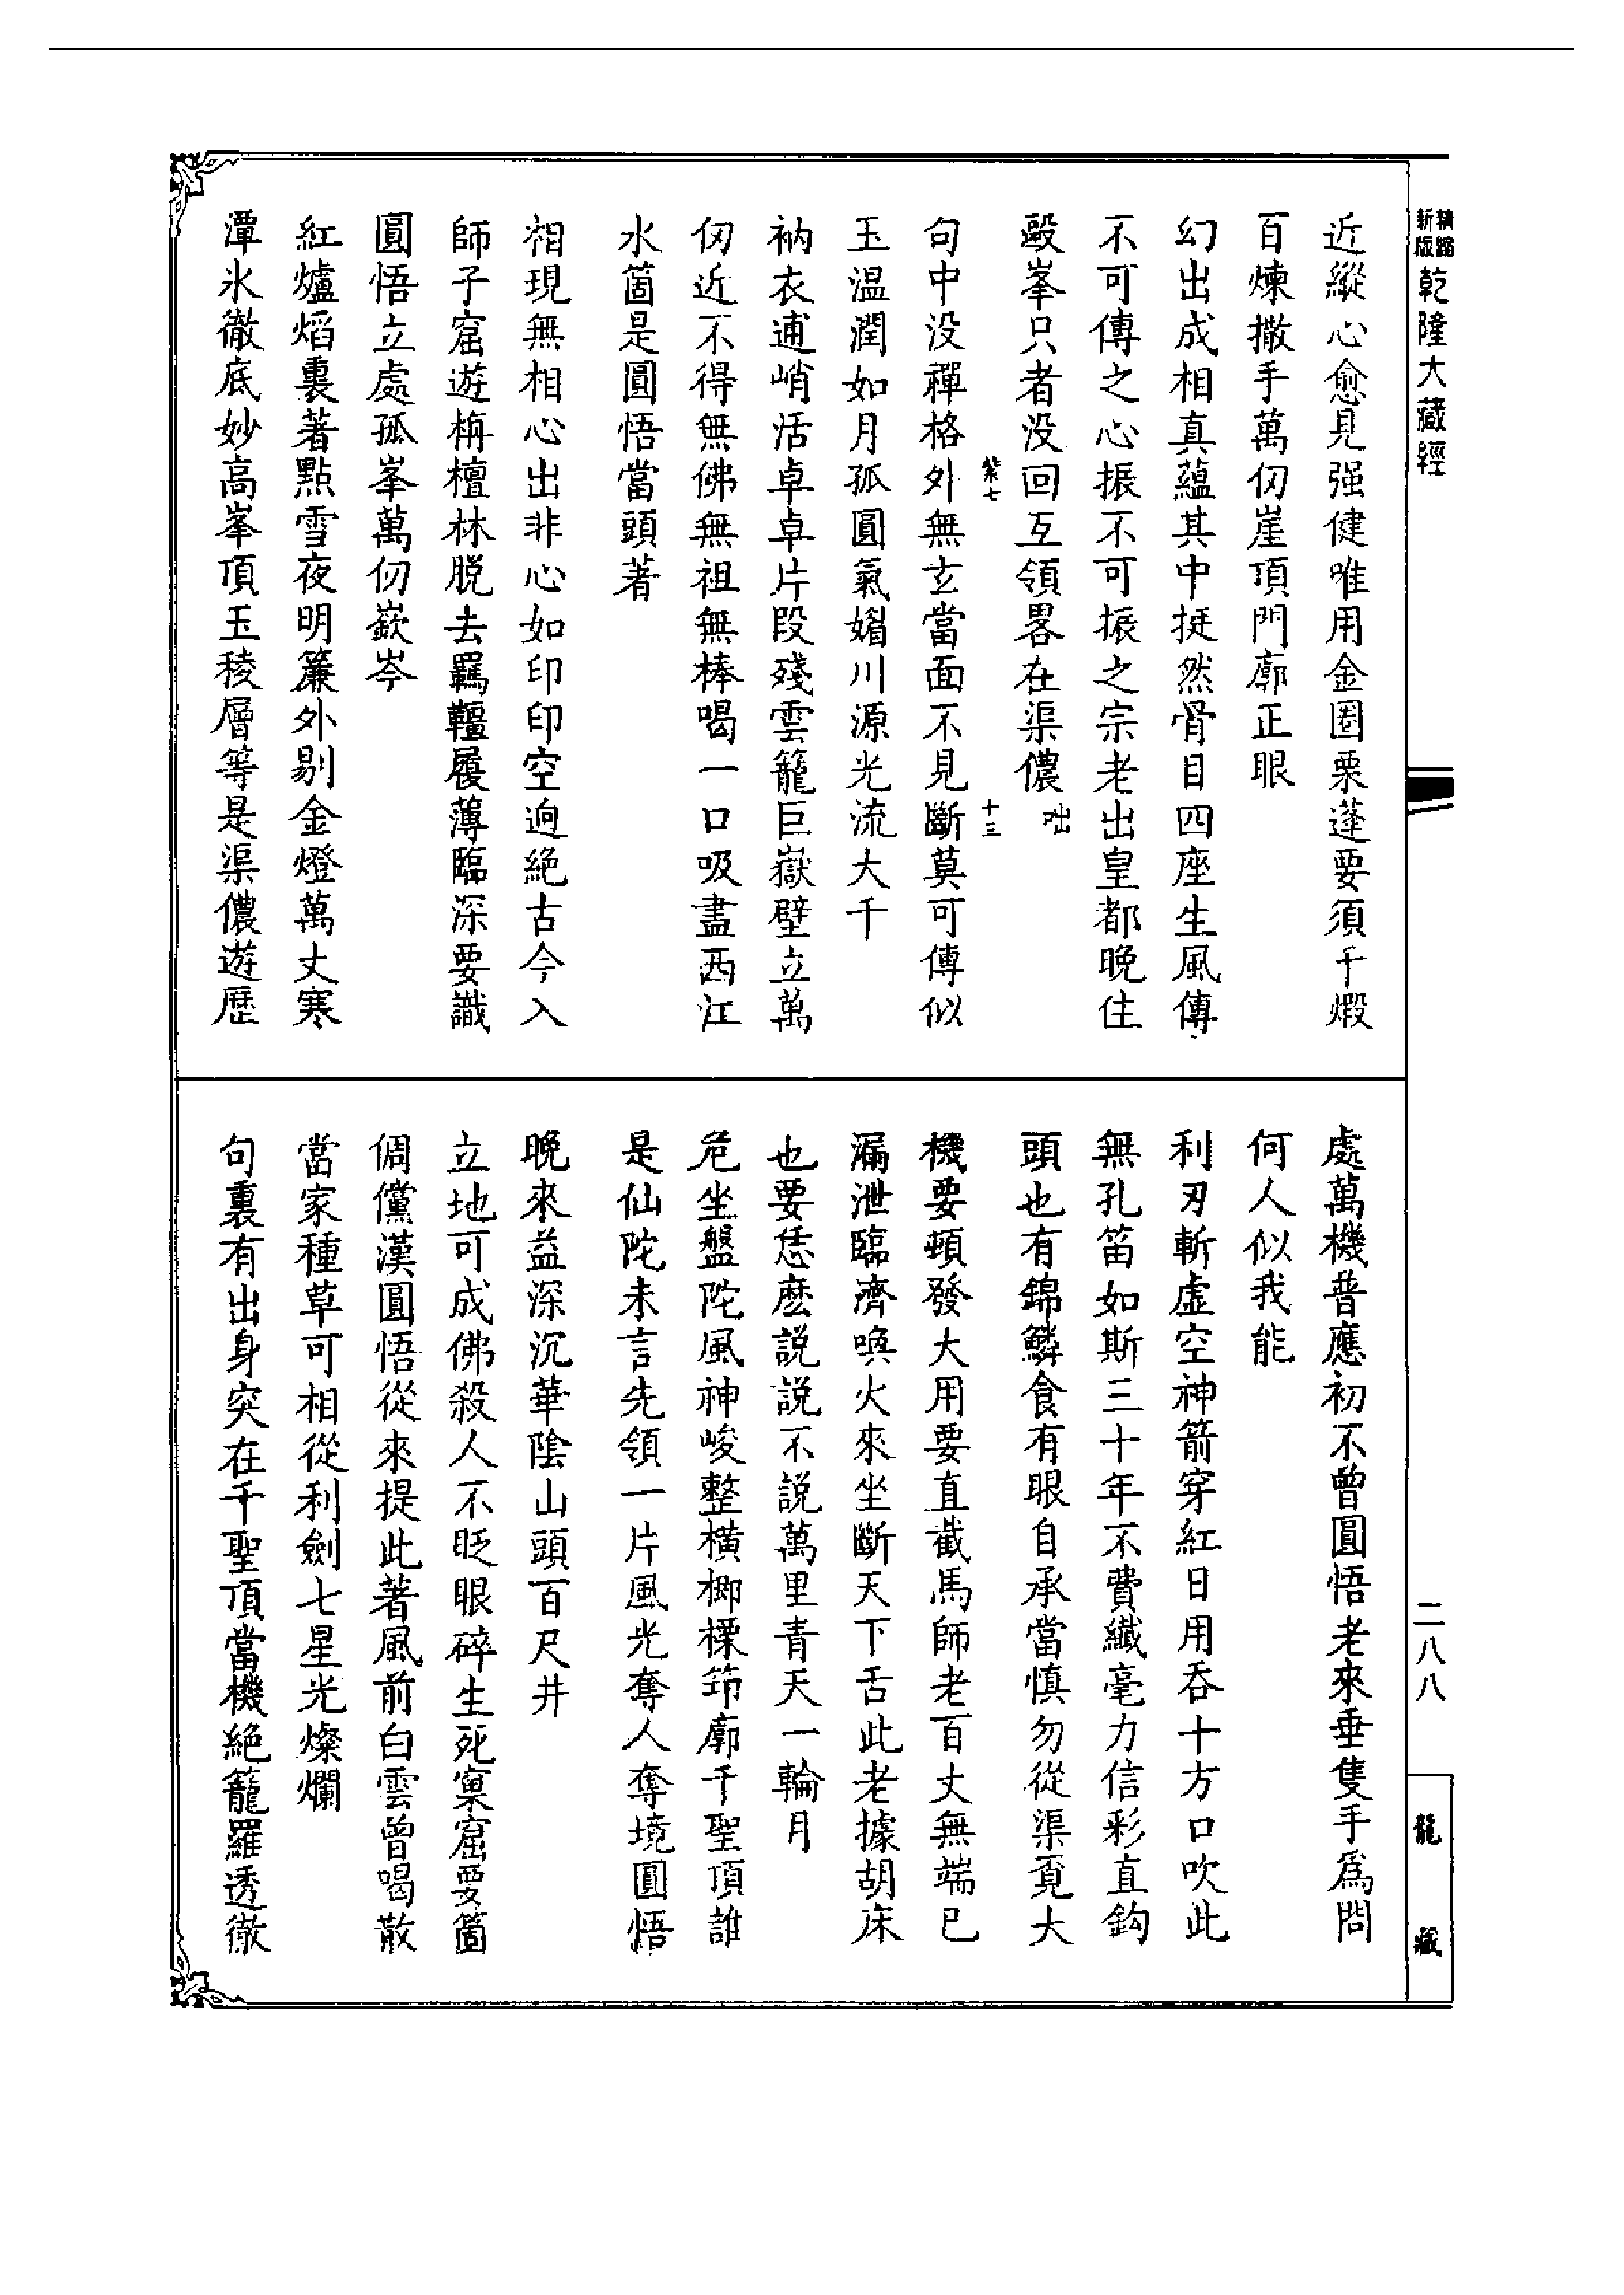 精縮
新版
乾隆大藏經
近縱心愈見强健唯用金圈栗蓬要須千煅
百煉撒手萬仞崖頂門廓正眼
幻出成相真蘊其中挺然骨目四座生風傳
不可傳之心振不可振之宗老出皇都晚住
毆峯只者没回互領畧在渠儂 咄
紫七
十三
句中没禪格外無玄當面不見斷莫可傳似
玉温潤如月孤圓氣媚川源光流大千
衲衣逋峭活卓卓片段殘雲籠巨嶽壁立萬
仞近不得無佛無祖無棒喝一口吸盡西江
水箇是圓悟當頭著
相現無相心出非心如印印空迥絶古今入
師子窟遊栴檀林脱去羈韁履薄臨深要識
圓悟立處孤峯萬仞嶔岑
紅爐熖裏著點雪夜明簾外剔金燈萬丈寒
潭氷徹底妙高峯頂玉稜層等是渠儂遊歷
處萬機普應初不曾圓悟老來垂隻手爲問
何人似我能
利刃斬虛空神箭穿紅日用吞十方口吹此
無孔笛如斯三十年不費纖毫力信彩直鈎
頭也有錦鱗食有眼自承當慎勿從渠覔大
機要頓發大用要直截馬師老百丈無端已
漏泄臨濟喚火來坐斷天下舌此老據胡床
也要恁麽説説不説萬里青天一輪月
危坐盤陀風神峻整横楖標笻廓千聖頂誰
是仙陀未言先領一片風光奪人奪境圓悟
晚來益深沉華陰山頭百尺井
立地可成佛殺人不眨眼碎生死窠窟要箇
倜儻漢圓悟從來提此著風前白雲曾喝散
當家種草可相從利劍七星光燦爛
句裏有出身突在千聖頂當機絶籠羅透徹
二八八
龍藏